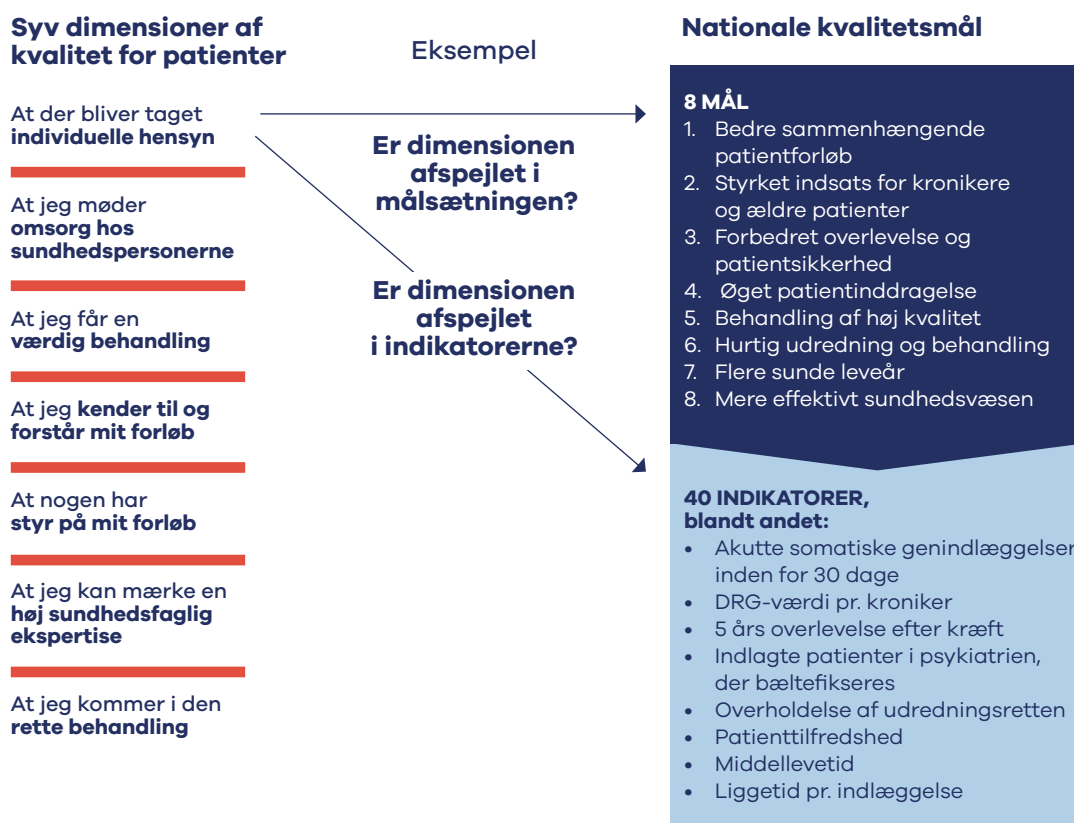 Syv dimensioner af
kvalitet for patienter
At der bliver taget
individuelle hensyn
At jeg møder
omsorg hos
sundhedspersonerne
At jeg får en
værdig behandling
At jeg kender til og
forstår mit forløb
At nogen har
styr på mit forløb
At jeg kan mærke en
høj sundhedsfaglig
ekspertise
At jeg kommer i den
rette behandling
Eksempel
Er dimensionen
afspejlet i
målsætningen?
Er dimensionen
afspejlet
i indikatorerne?
Nationale kvalitetsmål
8 MÅL
1. Bedre sammenhængende
patientforløb
2. Styrket indsats for kronikere
og ældre patienter
3. Forbedret overlevelse og
patientsikkerhed
4. Øget patientinddragelse
5. Behandling af høj kvalitet
6. Hurtig udredning og behandling
7. Flere sunde leveår
8. Mere effektivt sundhedsvæsen
40 INDIKATORER,
blandt andet:
• Akutte somatiske genindlæggelser
inden for 30 dage
• DRG-værdi pr. kroniker
• 5 års overlevelse efter kræft
• Indlagte patienter i psykiatrien,
der bæltefikseres
• Overholdelse af udredningsretten
• Patienttilfredshed
• Middellevetid
• Liggetid pr. indlæggelse